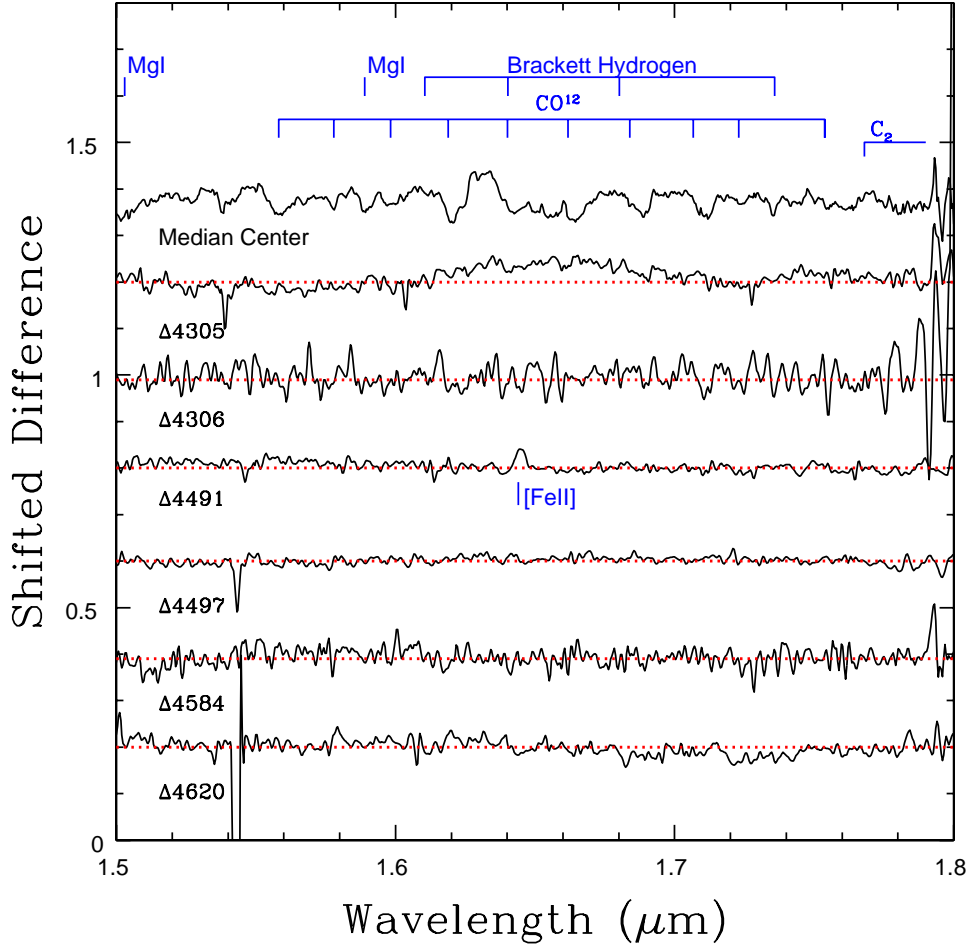 MgI
MgI
Brackett Hydrogen
CO¹²
C₂
1.5
Median Center
Δ4305
1
Δ4306
Δ4491
[FeII]
Δ4497
0.5
Δ4584
Δ4620
0
1.5
1.6
1.7
1.8
Wavelength (μm)
Shifted Difference